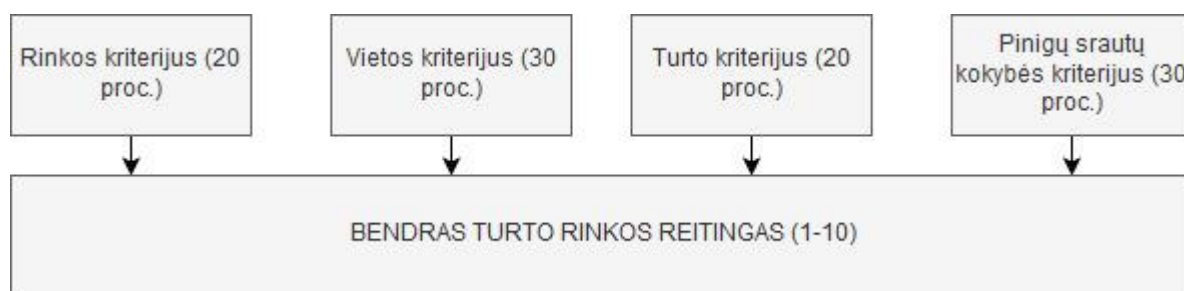 Rinkos kriterijus (20
proc.)
Vietos kriterijus (30
proc.)
Turto kriterijus (20
proc.)
Pinigų srautų
kokybės kriterijus (30
proc.)
BENDRAS TURTO RINKOS REITINGAS (1-10)